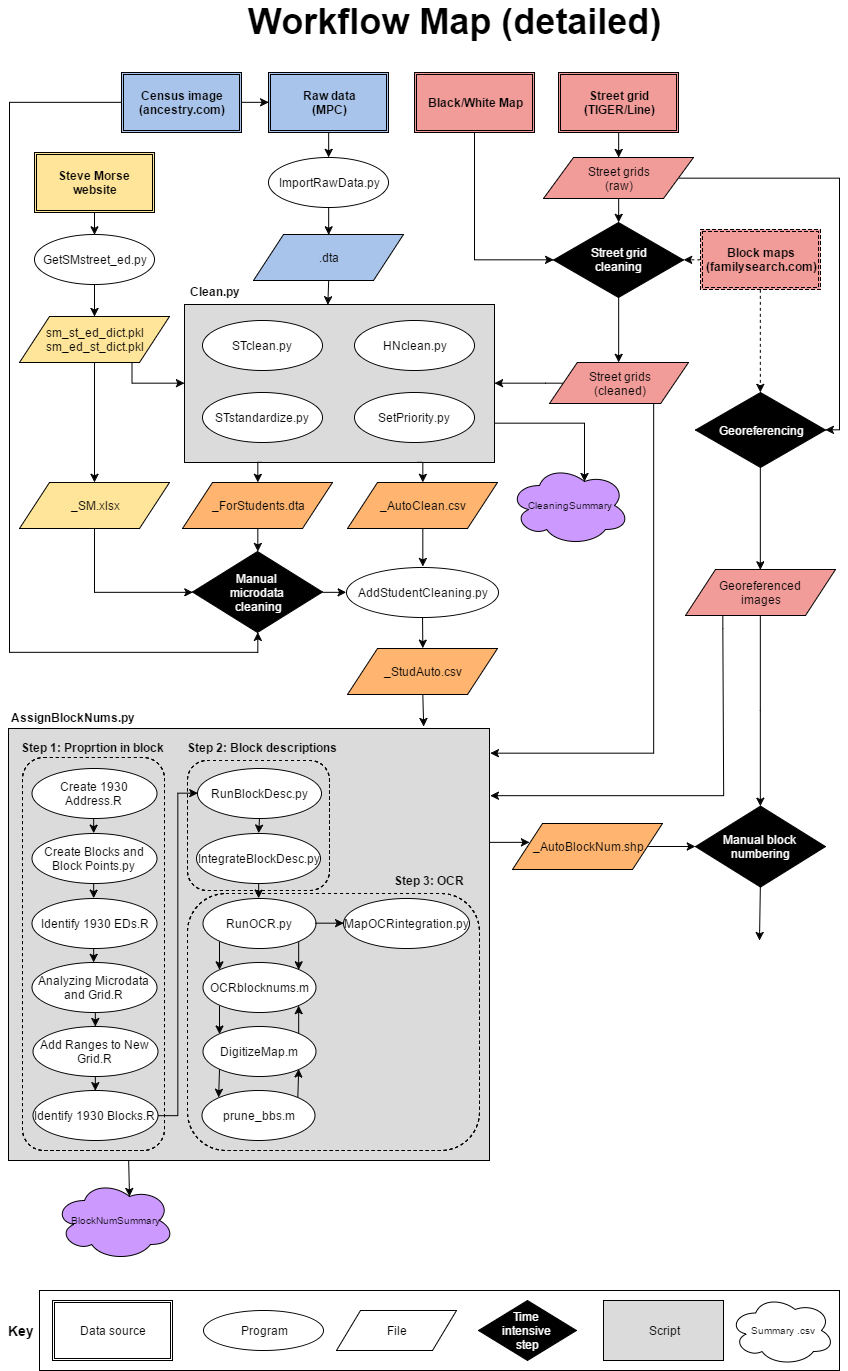 Workflow Map (detailed)
Census image
(ancestry.com)
Raw data
(MPC)
Black/White Map
Street grid
(TIGER/Line)
Steve Morse
website
ImportRawData.py
Street grids
(raw)
GetSMstreet_ed.py
.dta
Street grid
cleaning
Block maps
(familysearch.com)
Clean.py
sm_st_ed_dict.pkl
sm_ed_st_dict.pkl
STclean.py
HNclean.py
STstandardize.py
SetPriority.py
Street grids
(cleaned)
Georeferencing
_SM.xlsx
_ForStudents.dta
_AutoClean.csv
CleaningSummary
Manual
microdata
cleaning
AddStudentCleaning.py
Georeferenced
images
_StudAuto.csv
AssignBlockNums.py
Step 1: Proprtion in block
Create 1930
Address.R
Create Blocks and
Block Points.py
Identify 1930 EDs.R
Analyzing Microdata
and Grid.R
Add Ranges to New
Grid.R
Identify 1930 Blocks.R
Step 2: Block descriptions
RunBlockDesc.py
IntegrateBlockDesc.py
Step 3: OCR
RunOCR.py
MapOCRintegration.py
OCRblocknums.m
DigitizeMap.m
prune_bbs.m
_AutoBlockNum.shp
Manual block
numbering
BlockNumSummary
Key
Data source
Program
File
Time
intensive
step
Script
Summary .csv